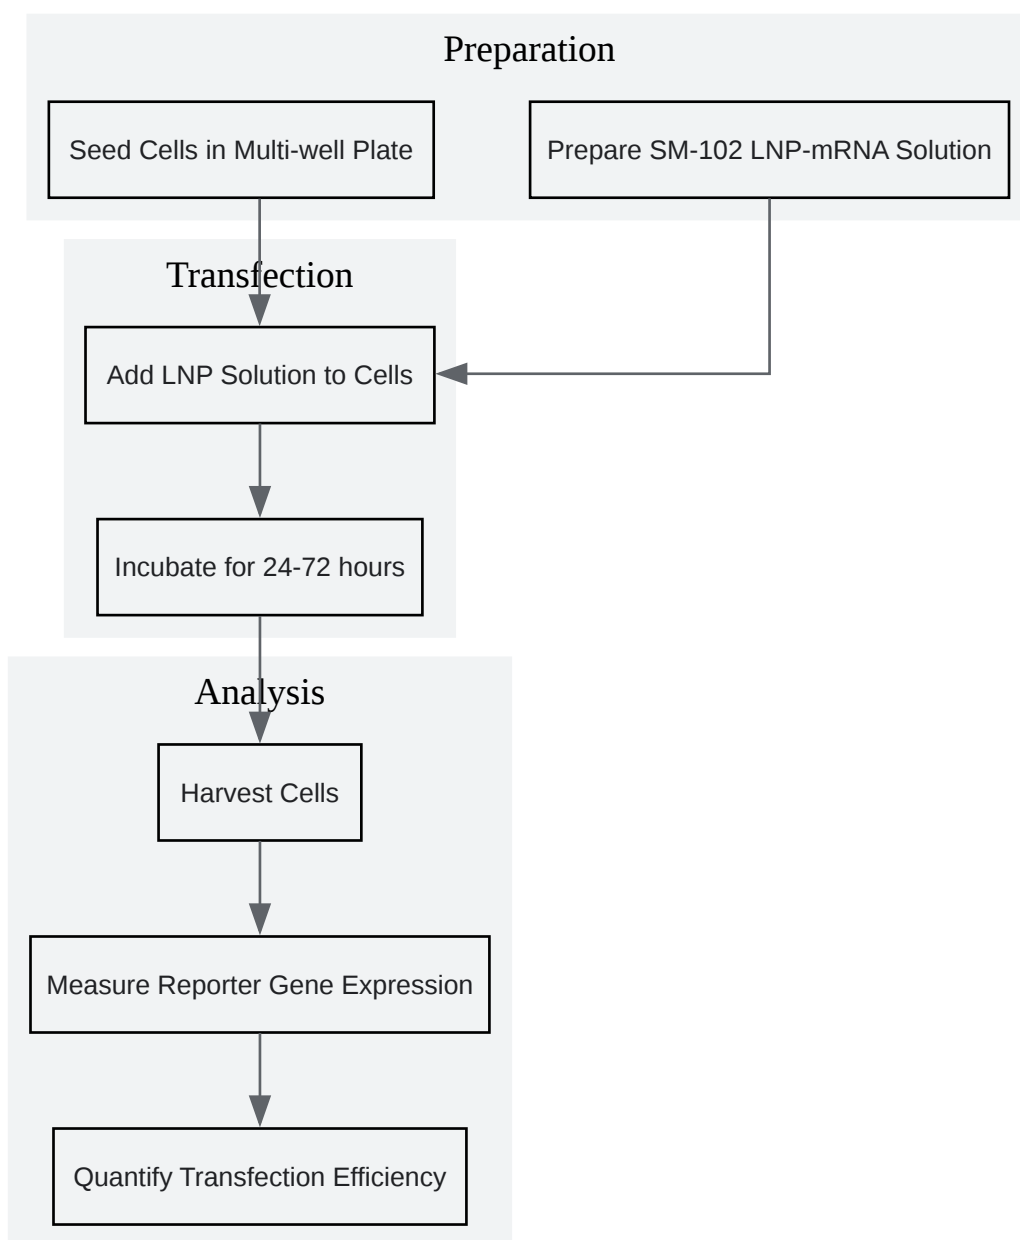 Preparation
Seed Cells in Multi-well Plate
Prepare SM-102 LNP-mRNA Solution
Transfection
Add LNP Solution to Cells
Incubate for 24-72 hours
Analysis
Harvest Cells
Measure Reporter Gene Expression
Quantify Transfection Efficiency